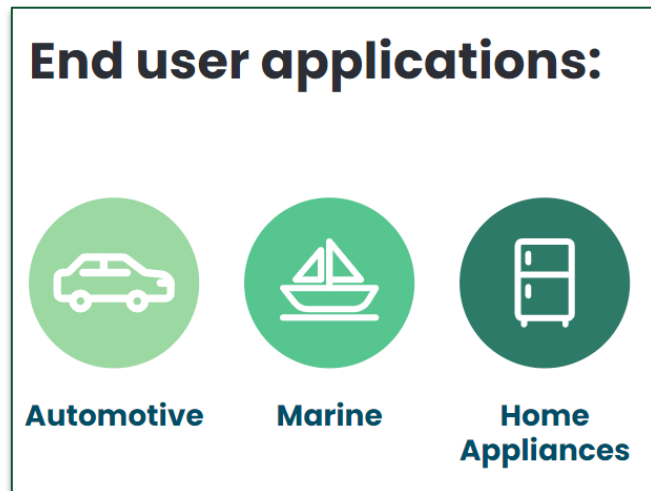 End user applications:
Automotive
Marine
Home
Appliances